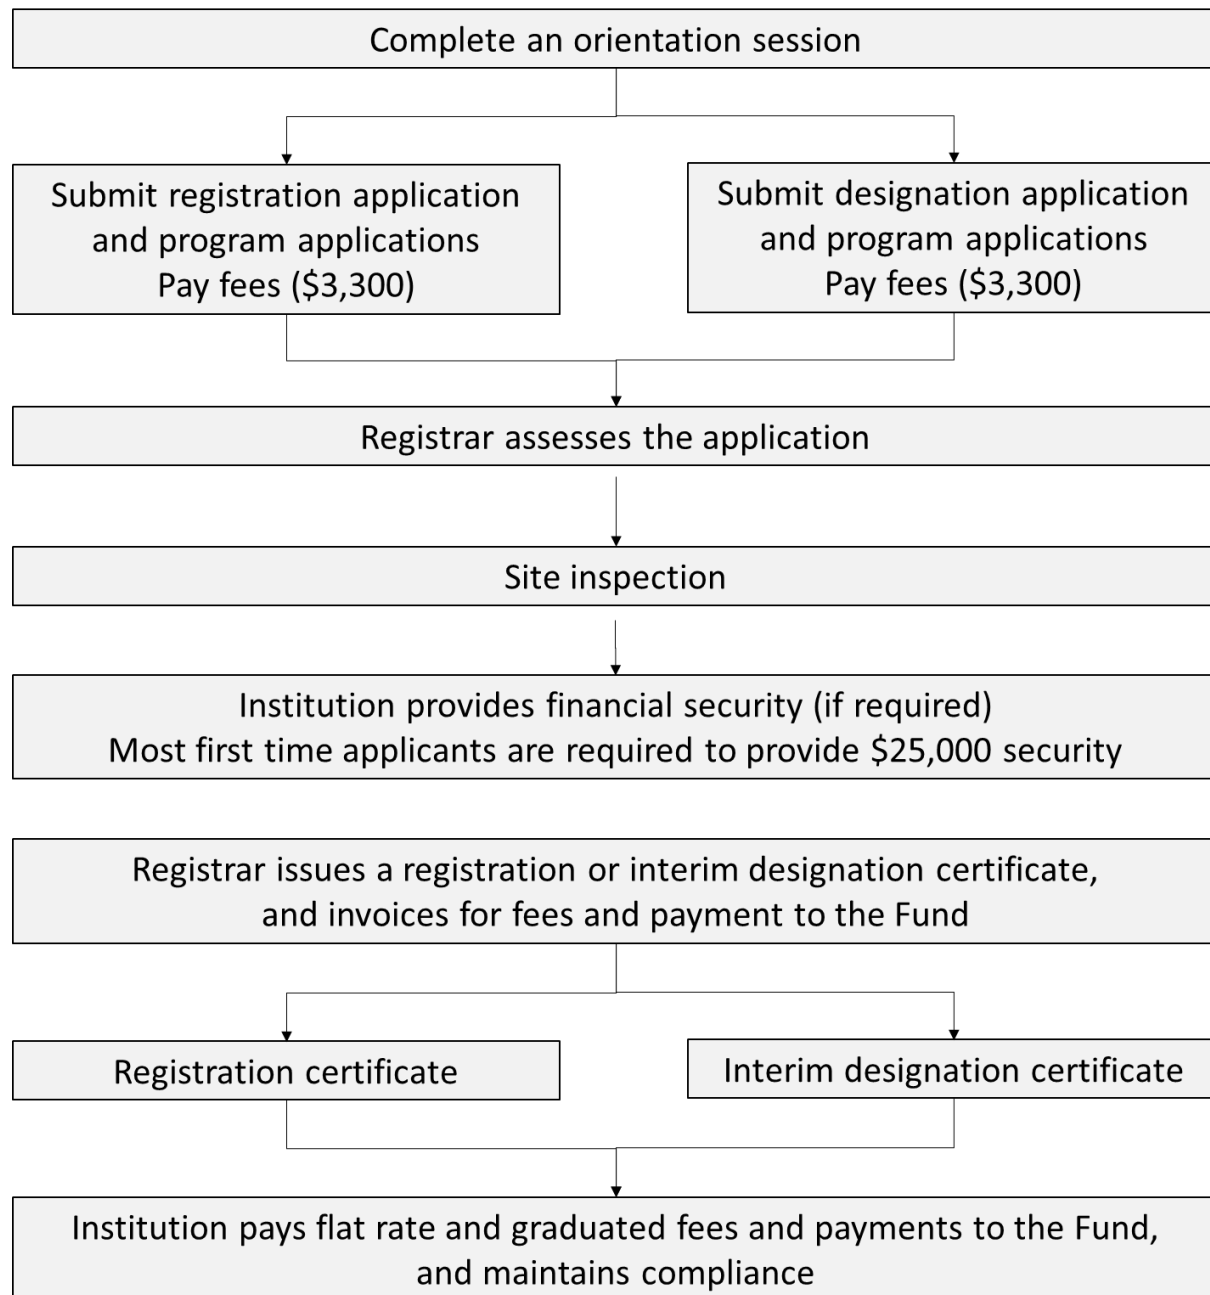 Complete an orientation session
Submit registration application
and program applications
Pay fees ($3,300)
Submit designation application
and program applications
Pay fees ($3,300)
Registrar assesses the application
Site inspection
Institution provides financial security (if required)
Most first time applicants are required to provide $25,000 security
Registrar issues a registration or interim designation certificate,
and invoices for fees and payment to the Fund
Registration certificate
Interim designation certificate
Institution pays flat rate and graduated fees and payments to the Fund,
and maintains compliance